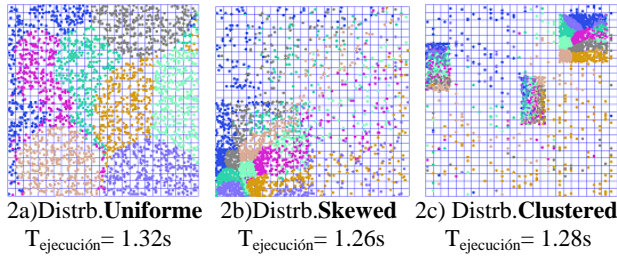 2a)Distrb.Uniforme 2b)Distrb.Skewed 2c) Distrb.Clustered
Tejecución= 1.32s Tejecución= 1.26s Tejecución= 1.28s